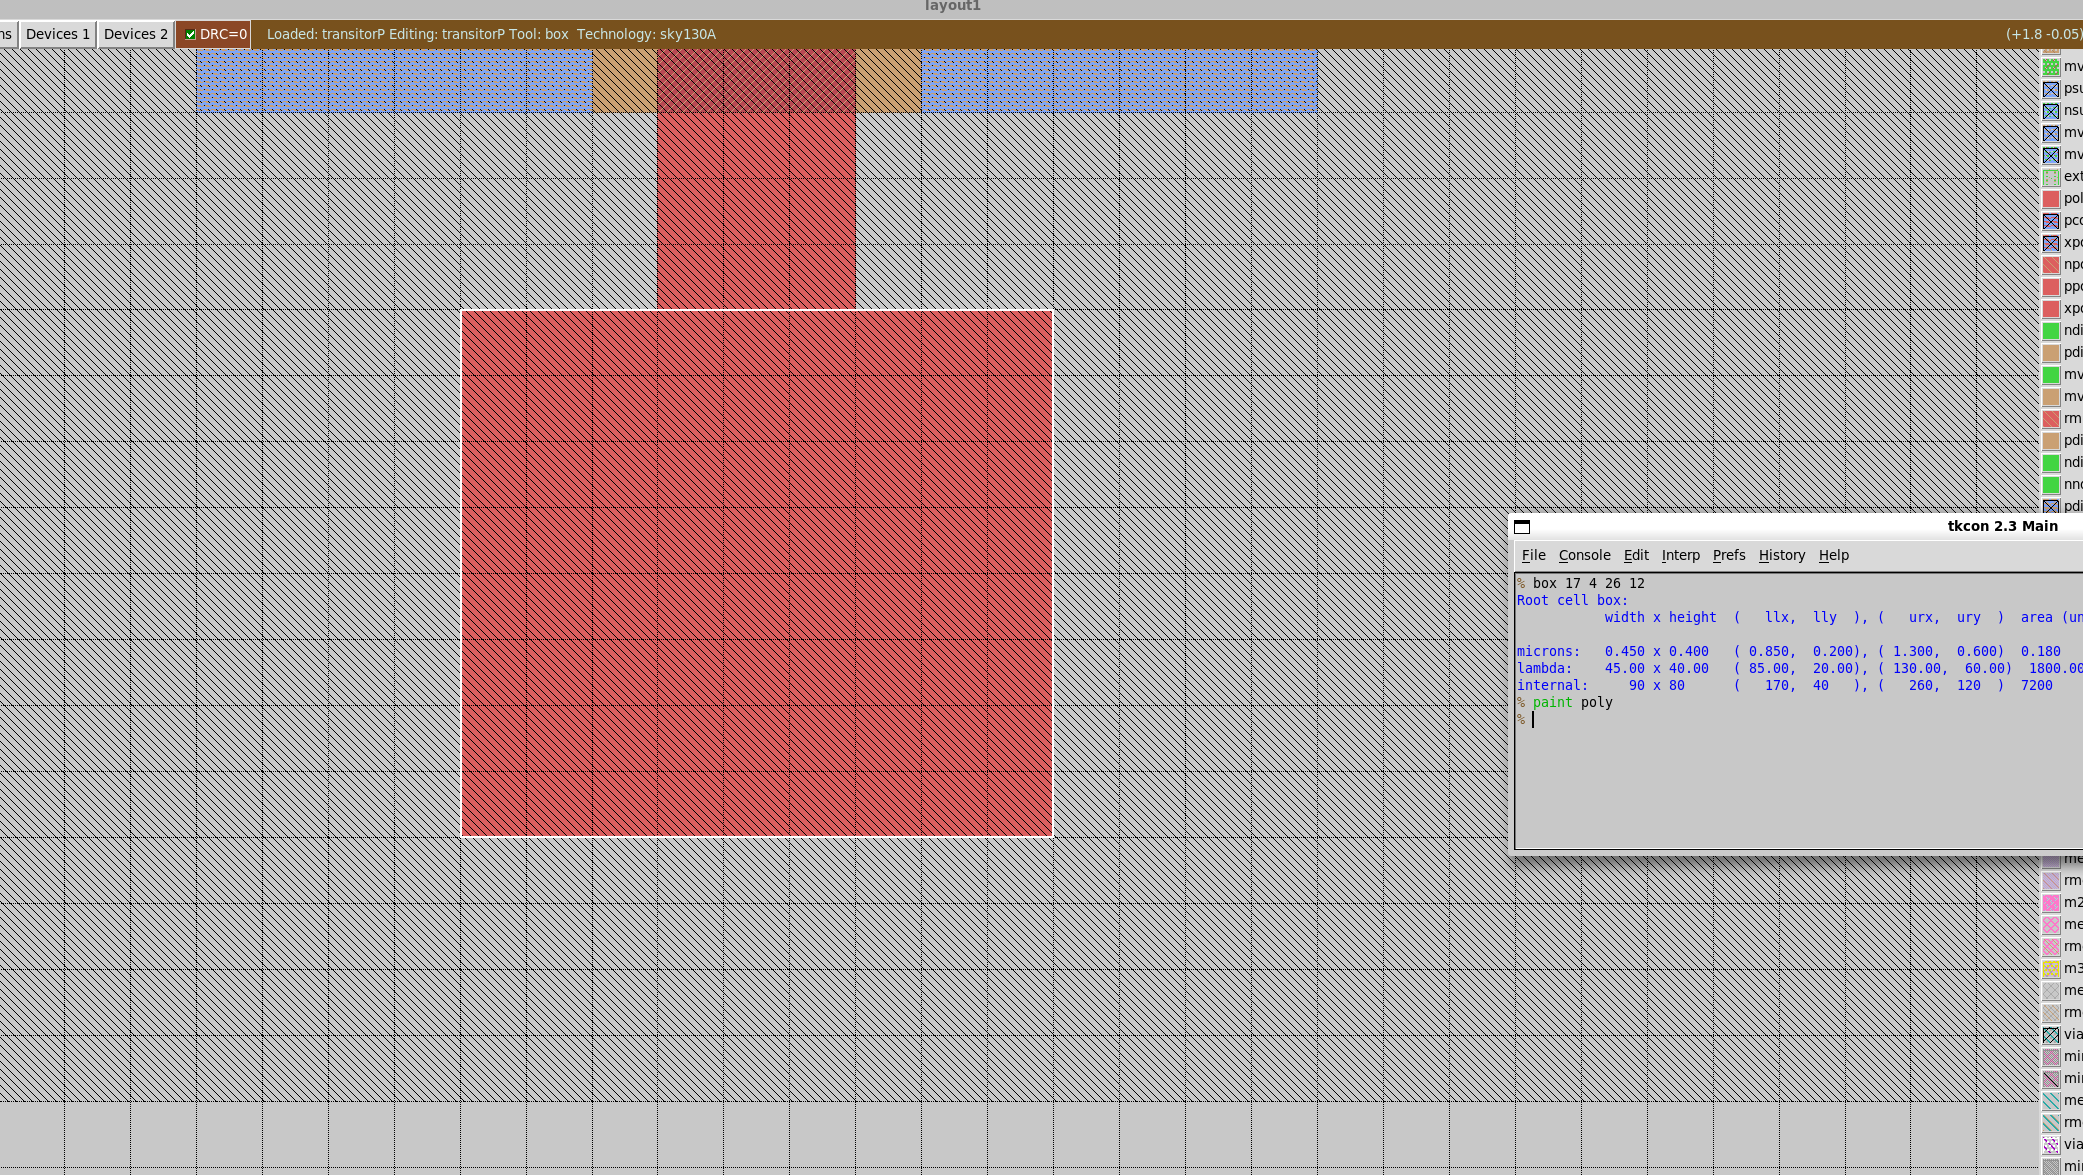 layout1
ns Devices 1 Devices 2 DRC=0 Loaded: transitorP Editing: transitorP Tool: box Technology: sky130A (+1.8 -0.05)
mv
psu
nsu
mv
mv
ext
pol
pco
xpo
npo
ppo
xpo
ndi
pdi
mv
mv
rm
pdi
ndi
nno
pdi
tkcon 2.3 Main
File Console Edit Interp Prefs History Help
% box 17 4 26 12
Root cell box:
width x height ( llx, lly ), ( urx, ury ) area (un
microns: 0.450 x 0.400 ( 0.850, 0.200), ( 1.300, 0.600) 0.180
lambda: 45.00 x 40.00 ( 85.00, 20.00), ( 130.00, 60.00) 1800.00
internal: 90 x 80 ( 170, 40 ), ( 260, 120 ) 7200
% paint poly
%
me
rm
m2
me
rm
m3
me
rm
via
mi
mi
me
rm
via
mi